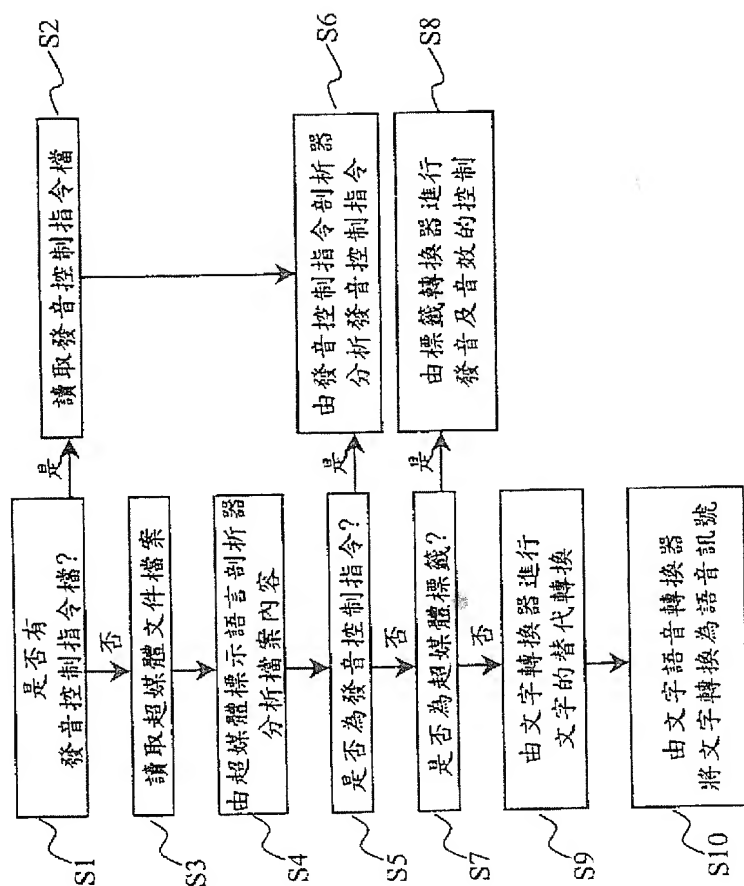 S1
是否有
發音控制指令檔?
是
讀取發音控制指令檔
S2
否
S3
讀取超媒體文件檔案
S4
由超媒體標示語言剖析器
分析檔案內容
S5
是否為發音控制指令?
是
由發音控制指令剖析器
分析發音控制指令
S6
否
S7
是否為超媒體標籤?
是
由標籤轉換器進行
發音及音效的控制
S8
否
S9
由文字轉換器進行
文字的替代轉換
S10
由文字語音轉換器
將文字轉換為語音訊號